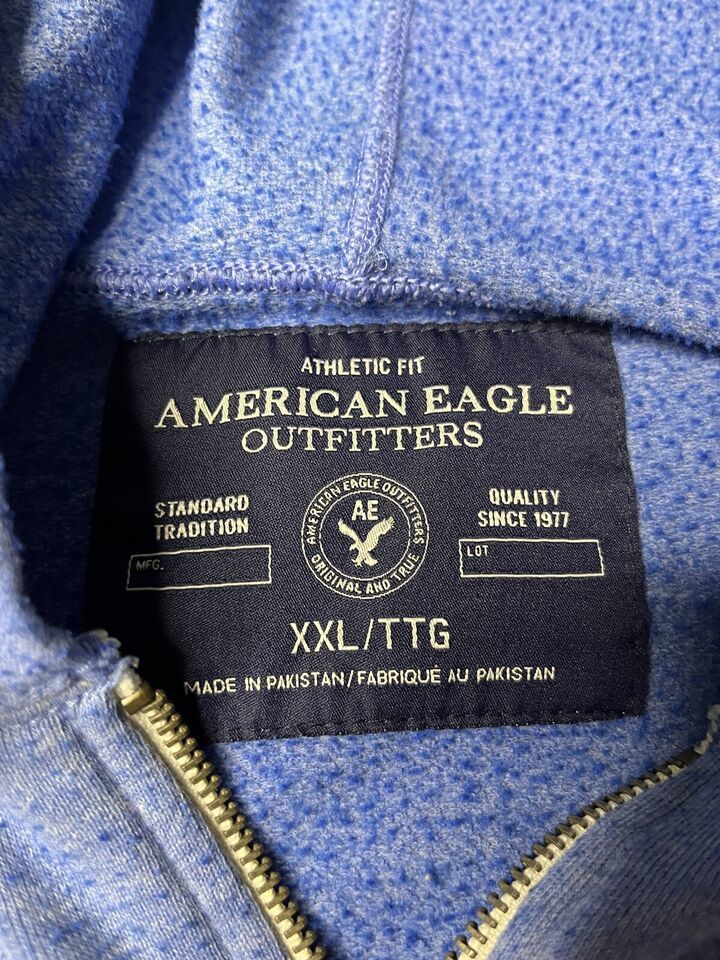 ATHLETIC FIT
AMERICAN EAGLE
OUTFITTERS
STANDARD
TRADITION
MFG.
AMERICAN EAGLE OUTFITTERS
AE
ORIGINAL AND TRUE
QUALITY
SINCE 1977
LOT
XXL/TTG
MADE IN PAKISTAN/FABRIQUÉ AU PAKISTAN